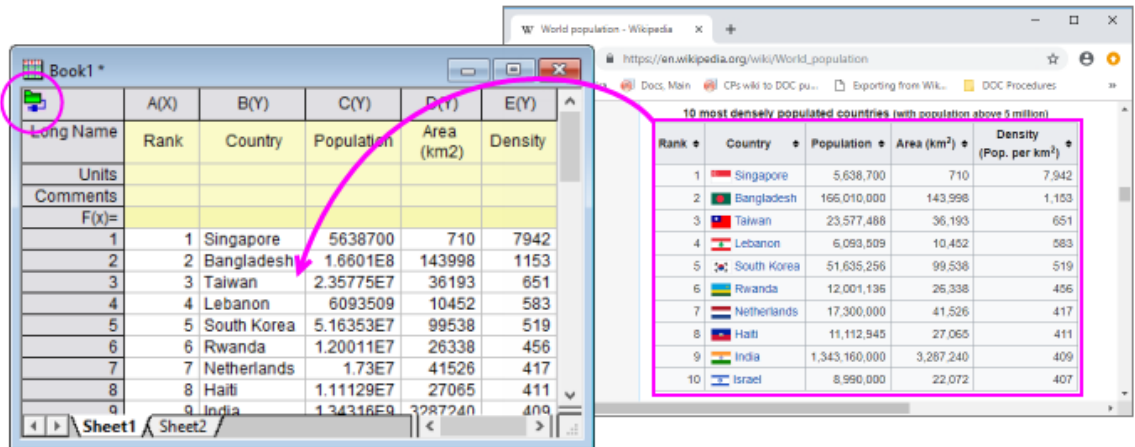 World population - Wikipedia
https://en.wikipedia.org/wiki/World_population
Docs, Main CPs wiki to DOC pu... Exporting from Wik... DOC Procedures
10 most densely populated countries (with population above 5 million)
Rank Country Population Area (km²) Density (Pop. per km²)
1 Singapore 5,638,700 710 7,942
2 Bangladesh 166,010,000 143,998 1,153
3 Taiwan 23,577,488 36,193 651
4 Lebanon 6,093,509 10,452 583
5 South Korea 51,635,256 99,538 519
6 Rwanda 12,001,136 26,338 456
7 Netherlands 17,300,000 41,526 417
8 Haiti 11,112,945 27,065 411
9 India 1,343,160,000 3,287,240 409
10 Israel 8,990,000 22,072 407
Book1 *
A(X) B(Y) C(Y) D(Y) E(Y)
Long Name Rank Country Population Area (km2) Density
Units
Comments
F(x)=
1 1 Singapore 5638700 710 7942
2 2 Bangladesh 1.6601E8 143998 1153
3 3 Taiwan 2.35775E7 36193 651
4 4 Lebanon 6093509 10452 583
5 5 South Korea 5.16353E7 99538 519
6 6 Rwanda 1.20011E7 26338 456
7 7 Netherlands 1.73E7 41526 417
8 8 Haiti 1.11129E7 27065 411
9 9 India 1.34316E9 3287240 409
Sheet1 Sheet2